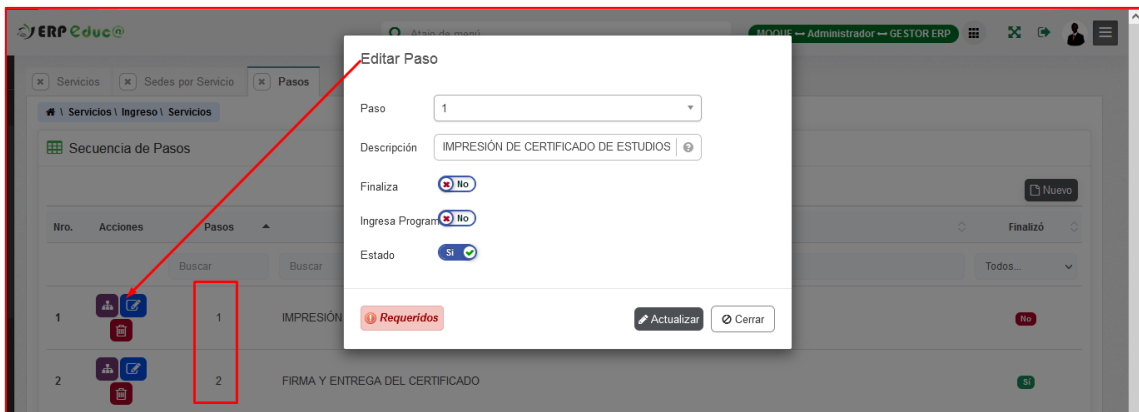 ERP Educ@
Atajo de menú
MOQUE ↔ Administrador ↔ GESTOR ERP
Servicios
Sedes por Servicio
Pasos
\ Servicios \ Ingreso \ Servicios
Secuencia de Pasos
Nuevo
Nro.
Acciones
Pasos
Finalizó
Buscar
Buscar
Todos...
1
1
IMPRESIÓN
No
2
2
FIRMA Y ENTREGA DEL CERTIFICADO
Sí
Editar Paso
Paso
1
Descripción
IMPRESIÓN DE CERTIFICADO DE ESTUDIOS
Finaliza
No
Ingresa Program
No
Estado
Si
Requeridos
Actualizar
Cerrar